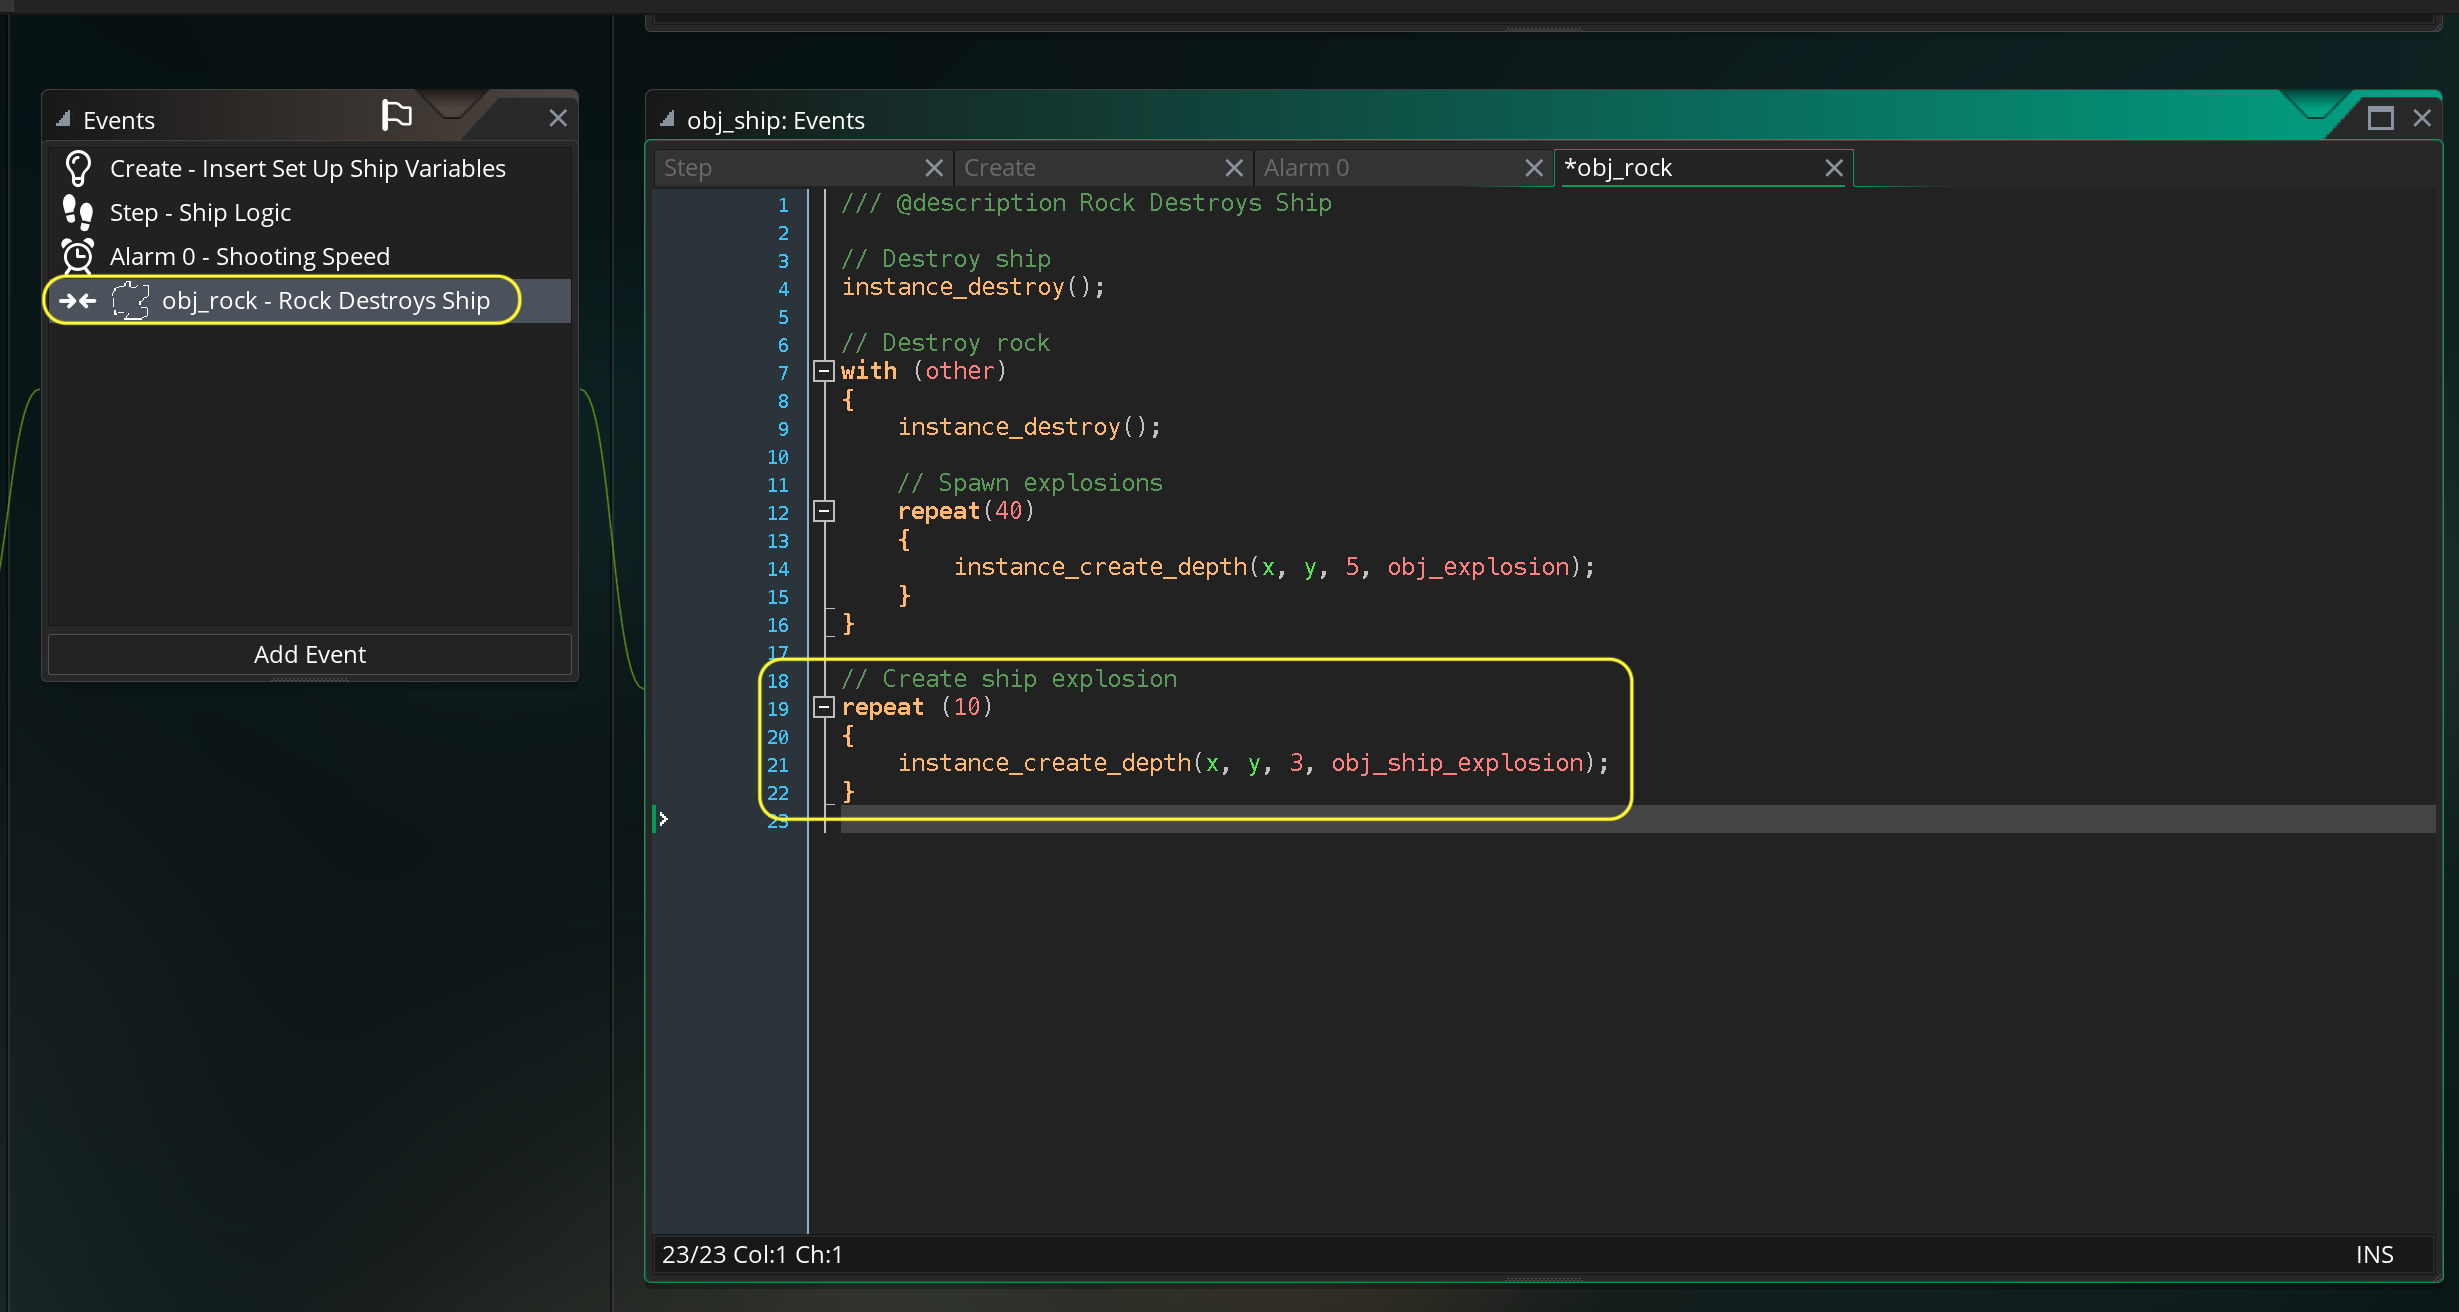 Events
Create - Insert Set Up Ship Variables
Step - Ship Logic
Alarm 0 - Shooting Speed
obj_rock - Rock Destroys Ship
Add Event
obj_ship: Events
Step
Create
Alarm 0
*obj_rock
1 /// @description Rock Destroys Ship
2
3 // Destroy ship
4 instance_destroy();
5
6 // Destroy rock
7 with (other)
8 {
9 instance_destroy();
10
11 // Spawn explosions
12 repeat(40)
13 {
14 instance_create_depth(x, y, 5, obj_explosion);
15 }
16 }
17
18 // Create ship explosion
19 repeat (10)
20 {
21 instance_create_depth(x, y, 3, obj_ship_explosion);
22 }
23
23/23 Col:1 Ch:1
INS